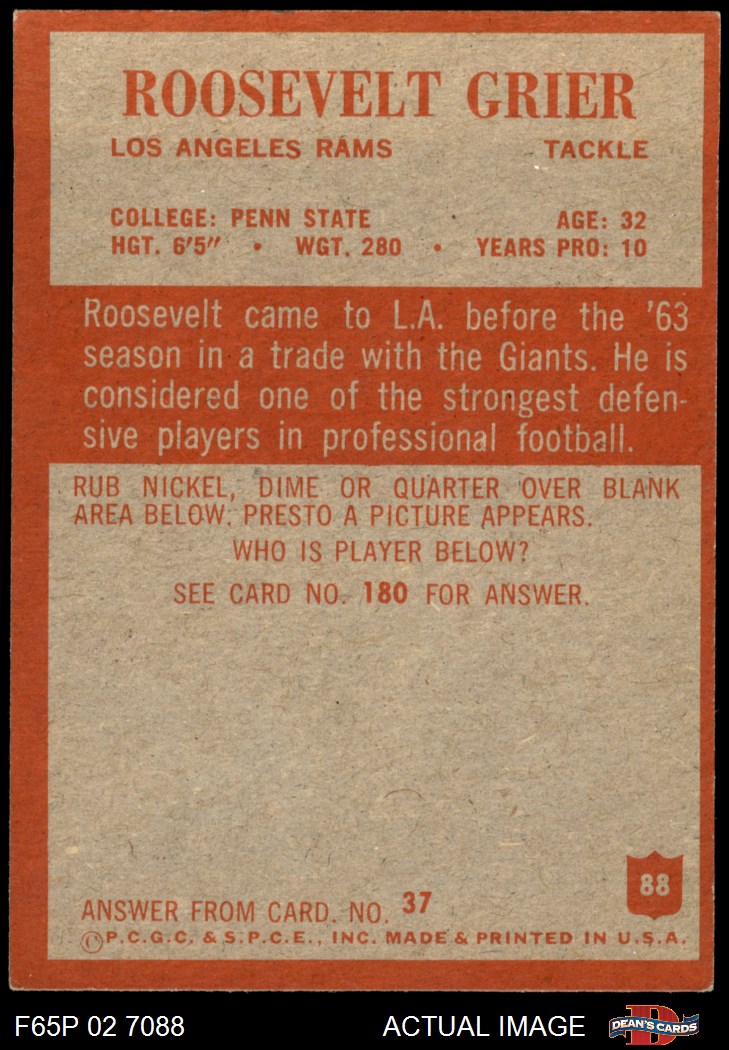 ROOSEVELT GRIER
LOS ANGELES RAMS TACKLE
COLLEGE: PENN STATE AGE: 32
HGT. 6'5" • WGT. 280 • YEARS PRO: 10
Roosevelt came to L.A. before the '63
season in a trade with the Giants. He is
considered one of the strongest defen-
sive players in professional football.
RUB NICKEL, DIME OR QUARTER OVER BLANK
AREA BELOW. PRESTO A PICTURE APPEARS.
WHO IS PLAYER BELOW?
SEE CARD NO. 180 FOR ANSWER.
88
ANSWER FROM CARD. NO. 37
©P.C.G.C. & S.P.C.E., INC. MADE & PRINTED IN U.S.A.
F65P 02 7088 ACTUAL IMAGE D DEAN'S CARDS